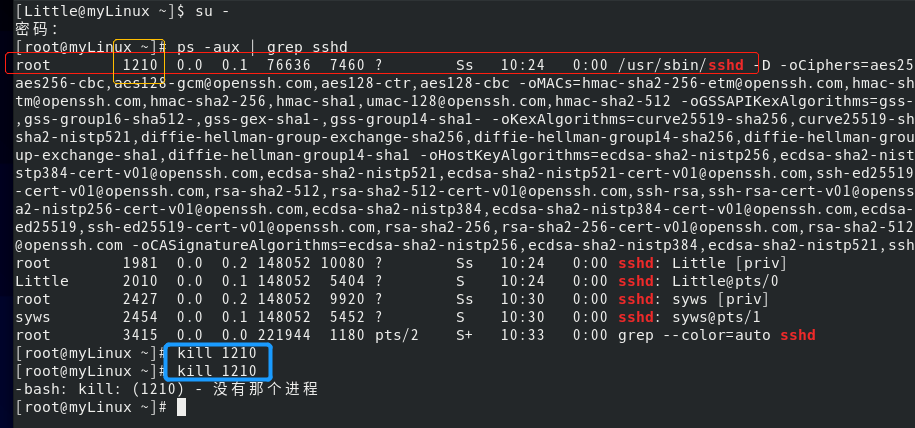 [Little@myLinux ~]$ su -
密码：
[root@myLinux ~]# ps -aux | grep sshd
root 1210 0.0 0.1 76636 7460 ? Ss 10:24 0:00 /usr/sbin/sshd -D -oCiphers=aes25
aes256-cbc,aes128-gcm@openssh.com,aes128-ctr,aes128-cbc -oMACs=hmac-sha2-256-etm@openssh.com,hmac-sh
tm@openssh.com,hmac-sha2-256,hmac-sha1,umac-128@openssh.com,hmac-sha2-512 -oGSSAPIKexAlgorithms=gss-
,gss-group16-sha512-,gss-gex-sha1-,gss-group14-sha1- -oKexAlgorithms=curve25519-sha256,curve25519-sh
sha2-nistp521,diffie-hellman-group-exchange-sha256,diffie-hellman-group14-sha256,diffie-hellman-grou
up-exchange-sha1,diffie-hellman-group14-sha1 -oHostKeyAlgorithms=ecdsa-sha2-nistp256,ecdsa-sha2-nist
stp384-cert-v01@openssh.com,ecdsa-sha2-nistp521,ecdsa-sha2-nistp521-cert-v01@openssh.com,ssh-ed25519
-cert-v01@openssh.com,rsa-sha2-512,rsa-sha2-512-cert-v01@openssh.com,ssh-rsa,ssh-rsa-cert-v01@openss
a2-nistp256-cert-v01@openssh.com,ecdsa-sha2-nistp384,ecdsa-sha2-nistp384-cert-v01@openssh.com,ecdsa-
ed25519,ssh-ed25519-cert-v01@openssh.com,rsa-sha2-256,rsa-sha2-256-cert-v01@openssh.com,rsa-sha2-512
@openssh.com -oCASignatureAlgorithms=ecdsa-sha2-nistp256,ecdsa-sha2-nistp384,ecdsa-sha2-nistp521,ssh
root 1981 0.0 0.2 148052 10080 ? Ss 10:24 0:00 sshd: Little [priv]
Little 2010 0.0 0.1 148052 5404 ? S 10:24 0:00 sshd: Little@pts/0
root 2427 0.0 0.2 148052 9920 ? Ss 10:30 0:00 sshd: syws [priv]
syws 2454 0.0 0.1 148052 5452 ? S 10:30 0:00 sshd: syws@pts/1
root 3415 0.0 0.0 221944 1180 pts/2 S+ 10:33 0:00 grep --color=auto sshd
[root@myLinux ~]# kill 1210
[root@myLinux ~]# kill 1210
-bash: kill: (1210) - 没有那个进程
[root@myLinux ~]#